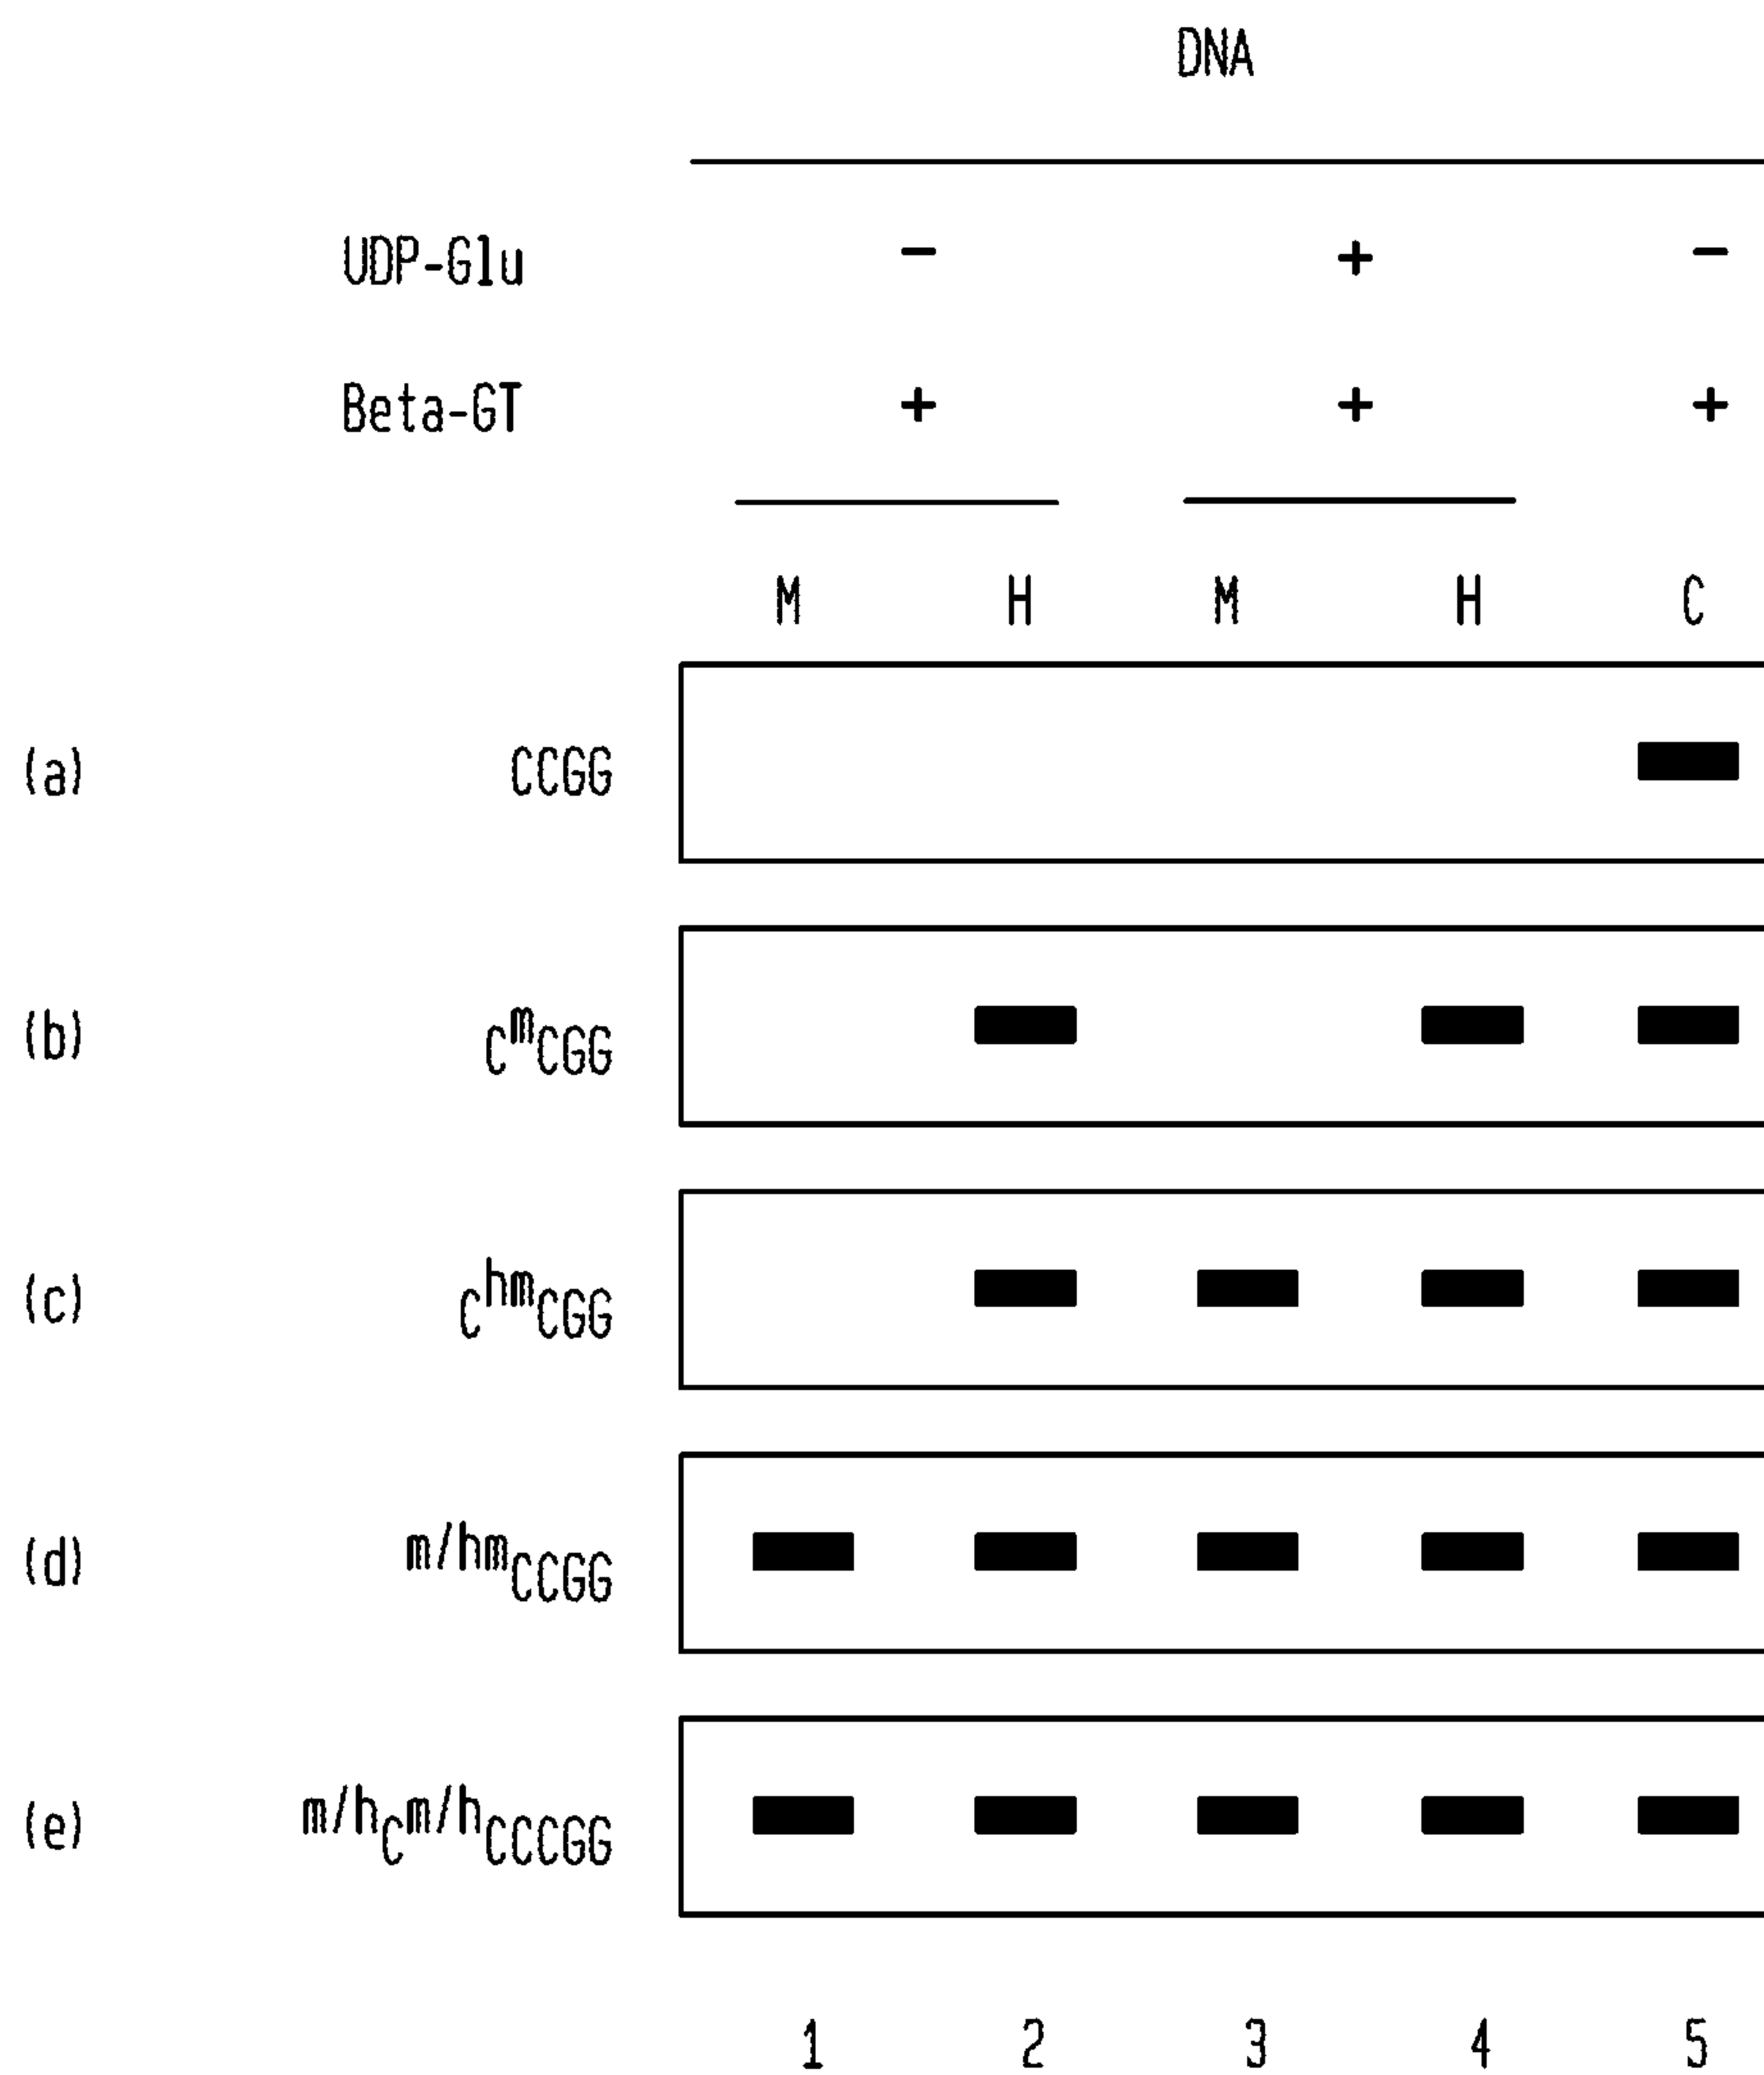 DNA
UDP-Glu - + -
Beta-GT + + +
M H M H C
(a) CCGG
(b) CmCGG
(c) ChmCGG
(d) m/hmCCGG
(e) m/hCm/hCCCGG
1 2 3 4 5